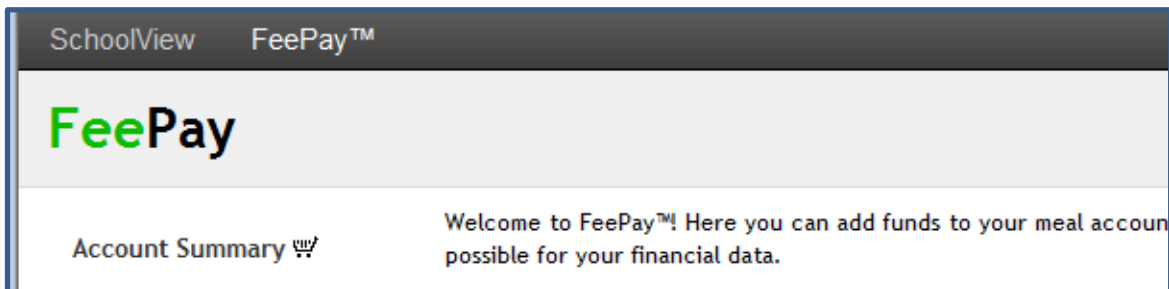 SchoolView FeePay™
FeePay
Account Summary
Welcome to FeePay™! Here you can add funds to your meal accoun
possible for your financial data.